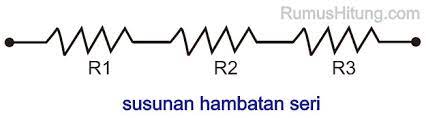 RumusHitung.com
R1 R2 R3
susunan hambatan seri